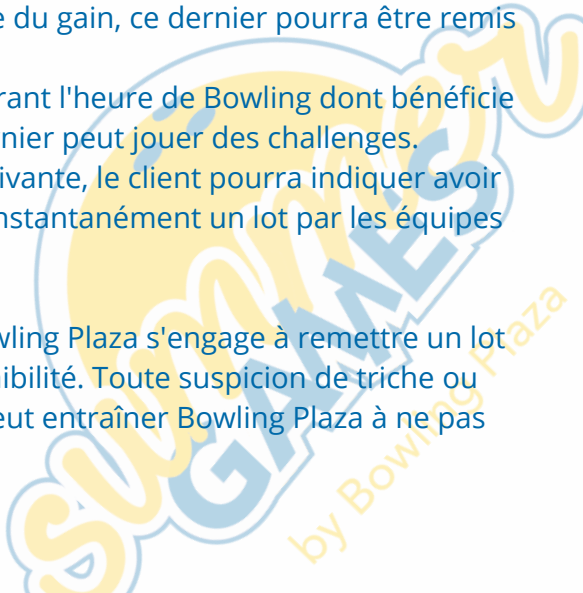 du gain, ce dernier pourra être remis
rant l'heure de Bowling dont bénéficie
nier peut jouer des challenges.
ivante, le client pourra indiquer avoir
nstantanément un lot par les équipes
wling Plaza s'engage à remettre un lot
ibilité. Toute suspicion de triche ou
eut entraîner Bowling Plaza à ne pas
Summer
GAMES
by Bowling Plaza